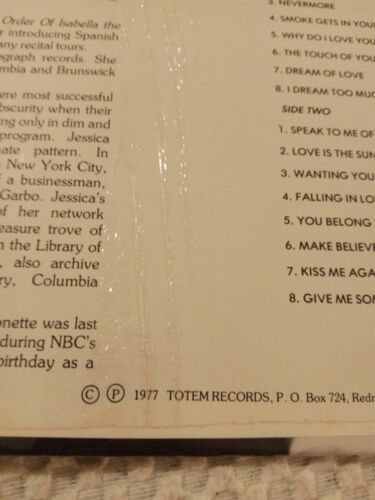 Order Of Isabella the
introducing Spanish
any recital tours.
ograph records. She
mbia and Brunswick
ere most successful
bscurity when their
ng only in dim and
program. Jessica
ate pattern. In
New York City,
f a businessman,
Garbo. Jessica's
of her network
easure trove of
n the Library of
, also archive
ry, Columbia
onette was last
during NBC's
birthday as a
3. NEVERMORE
4. SMOKE GETS IN YOU
5. WHY DO I LOVE YOU
6. THE TOUCH OF YOU
7. DREAM OF LOVE
8. I DREAM TOO MUC
SIDE TWO
1. SPEAK TO ME OF
2. LOVE IS THE SUN
3. WANTING YOU
4. FALLING IN LO
5. YOU BELONG
6. MAKE BELIEV
7. KISS ME AGA
8. GIVE ME SOM
© ℗ 1977 TOTEM RECORDS, P. O. Box 724, Redn